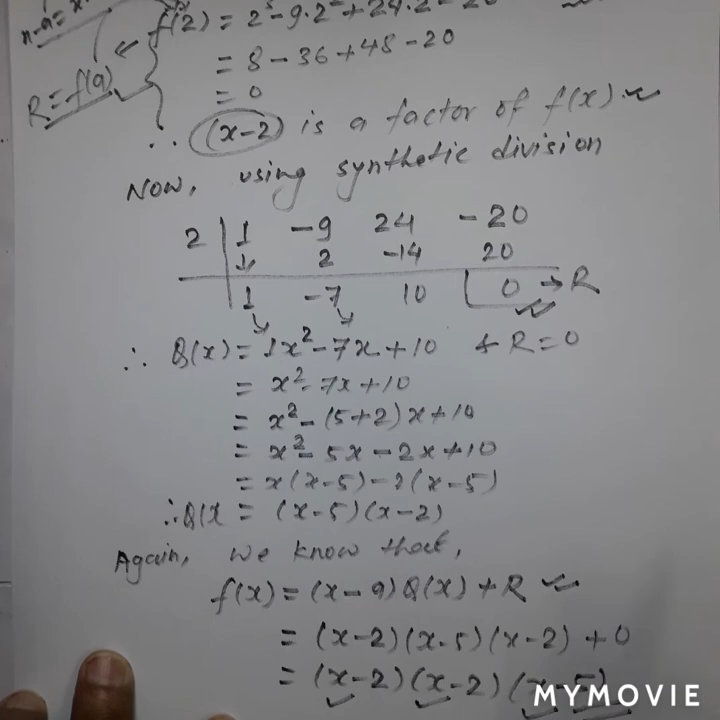 f(2) = 2³-9·2²+24·2-20
= 8-36+48-20
R = f(a)
= 0
∴ (x-2) is a factor of f(x).
Now, using synthetic division
2 | 1 -9 24 -20
↓ 2 -14 20
1 -7 10 0 → R
∴ Q(x) = 1x²-7x+10 & R=0
= x²-7x+10
= x²-(5+2)x+10
= x²-5x-2x+10
= x(x-5)-2(x-5)
∴Q(x = (x-5)(x-2)
Again, we know that,
f(x) = (x-a)Q(x)+R
= (x-2)(x-5)(x-2)+0
= (x-2)(x-2)(x-5)
MYMOVIE